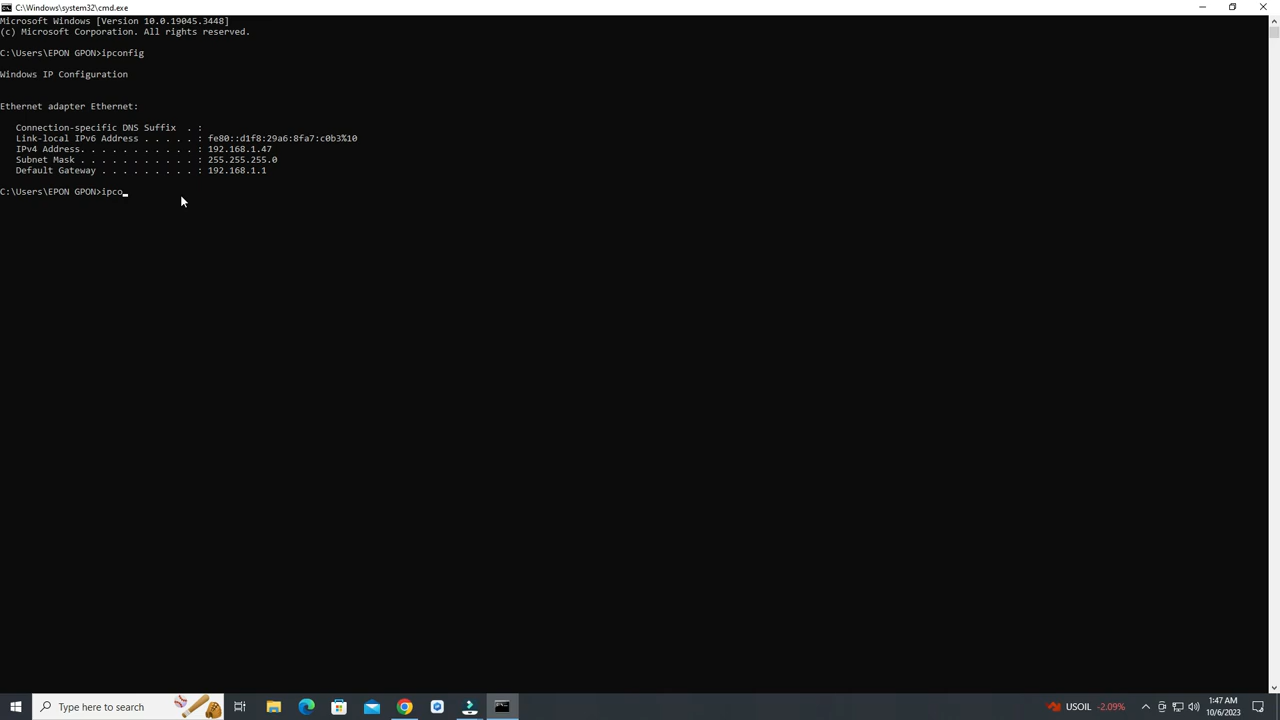 C:\Windows\system32\cmd.exe
Microsoft Windows [Version 10.0.19045.3448]
(c) Microsoft Corporation. All rights reserved.
C:\Users\EPON GPON>ipconfig
Windows IP Configuration
Ethernet adapter Ethernet:
Connection-specific DNS Suffix . :
Link-local IPv6 Address . . . . . : fe80::d1f8:29a6:8fa7:c0b3%10
IPv4 Address. . . . . . . . . . . : 192.168.1.47
Subnet Mask . . . . . . . . . . . : 255.255.255.0
Default Gateway . . . . . . . . . : 192.168.1.1
C:\Users\EPON GPON>ipco_
Type here to search
USOIL -2.09%
1:47 AM
10/6/2023